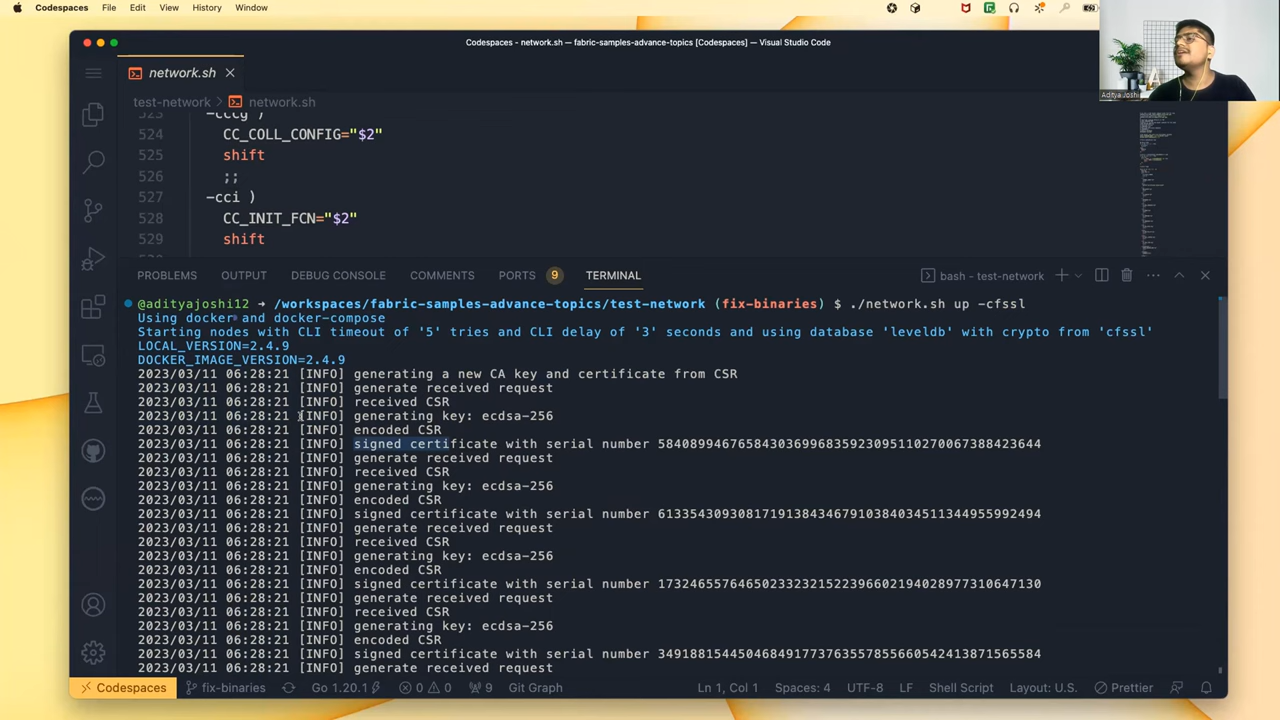 Codespaces File Edit View History Window
Codespaces - network.sh — fabric-samples-advance-topics [Codespaces] — Visual Studio Code
network.sh
test-network > network.sh
523 -cccg )
524 CC_COLL_CONFIG="$2"
525 shift
526 ;;
527 -cci )
528 CC_INIT_FCN="$2"
529 shift
PROBLEMS OUTPUT DEBUG CONSOLE COMMENTS PORTS 9 TERMINAL bash - test-network
@adityajoshi12 → /workspaces/fabric-samples-advance-topics/test-network (fix-binaries) $ ./network.sh up -cfssl
Using docker and docker-compose
Starting nodes with CLI timeout of '5' tries and CLI delay of '3' seconds and using database 'leveldb' with crypto from 'cfssl'
LOCAL_VERSION=2.4.9
DOCKER_IMAGE_VERSION=2.4.9
2023/03/11 06:28:21 [INFO] generating a new CA key and certificate from CSR
2023/03/11 06:28:21 [INFO] generate received request
2023/03/11 06:28:21 [INFO] received CSR
2023/03/11 06:28:21 [INFO] generating key: ecdsa-256
2023/03/11 06:28:21 [INFO] encoded CSR
2023/03/11 06:28:21 [INFO] signed certificate with serial number 584089946765843036996835923095110270067388423644
2023/03/11 06:28:21 [INFO] generate received request
2023/03/11 06:28:21 [INFO] received CSR
2023/03/11 06:28:21 [INFO] generating key: ecdsa-256
2023/03/11 06:28:21 [INFO] encoded CSR
2023/03/11 06:28:21 [INFO] signed certificate with serial number 613354309308171913843467910384034511344955992494
2023/03/11 06:28:21 [INFO] generate received request
2023/03/11 06:28:21 [INFO] received CSR
2023/03/11 06:28:21 [INFO] generating key: ecdsa-256
2023/03/11 06:28:21 [INFO] encoded CSR
2023/03/11 06:28:21 [INFO] signed certificate with serial number 173246557646502332321522396602194028977310647130
2023/03/11 06:28:21 [INFO] generate received request
2023/03/11 06:28:21 [INFO] received CSR
2023/03/11 06:28:21 [INFO] generating key: ecdsa-256
2023/03/11 06:28:21 [INFO] encoded CSR
2023/03/11 06:28:21 [INFO] signed certificate with serial number 349188154450468491773763557855660542413871565584
2023/03/11 06:28:21 [INFO] generate received request
Codespaces fix-binaries Go 1.20.1 0 0 9 Git Graph Ln 1, Col 1 Spaces: 4 UTF-8 LF Shell Script Layout: U.S. Prettier